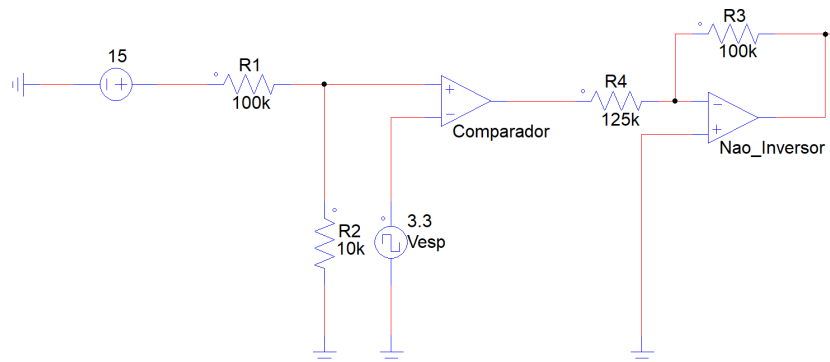 15
R1
100k
R2
10k
3.3
Vesp
+
−
Comparador
R4
125k
R3
100k
−
+
Nao_Inversor